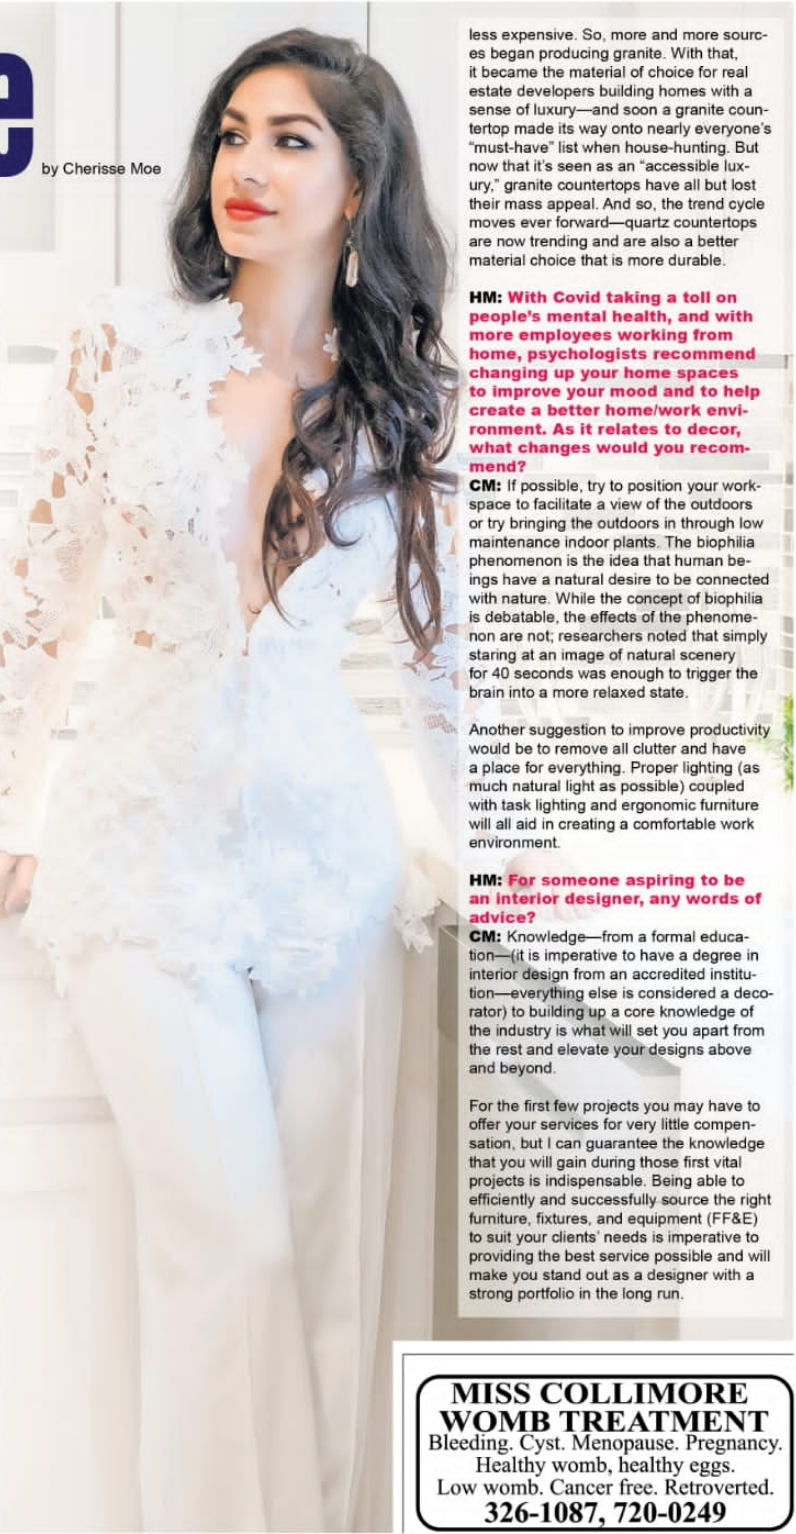 e
by Cherisse Moe
less expensive. So, more and more sourc-
es began producing granite. With that,
it became the material of choice for real
estate developers building homes with a
sense of luxury—and soon a granite coun-
tertop made its way onto nearly everyone's
"must-have" list when house-hunting. But
now that it's seen as an "accessible lux-
ury," granite countertops have all but lost
their mass appeal. And so, the trend cycle
moves ever forward—quartz countertops
are now trending and are also a better
material choice that is more durable.
HM: With Covid taking a toll on
people's mental health, and with
more employees working from
home, psychologists recommend
changing up your home spaces
to improve your mood and to help
create a better home/work envi-
ronment. As it relates to decor,
what changes would you recom-
mend?
CM: If possible, try to position your work-
space to facilitate a view of the outdoors
or try bringing the outdoors in through low
maintenance indoor plants. The biophilia
phenomenon is the idea that human be-
ings have a natural desire to be connected
with nature. While the concept of biophilia
is debatable, the effects of the phenome-
non are not; researchers noted that simply
staring at an image of natural scenery
for 40 seconds was enough to trigger the
brain into a more relaxed state.
Another suggestion to improve productivity
would be to remove all clutter and have
a place for everything. Proper lighting (as
much natural light as possible) coupled
with task lighting and ergonomic furniture
will all aid in creating a comfortable work
environment.
HM: For someone aspiring to be
an interior designer, any words of
advice?
CM: Knowledge—from a formal educa-
tion—(it is imperative to have a degree in
interior design from an accredited institu-
tion—everything else is considered a deco-
rator) to building up a core knowledge of
the industry is what will set you apart from
the rest and elevate your designs above
and beyond.
For the first few projects you may have to
offer your services for very little compen-
sation, but I can guarantee the knowledge
that you will gain during those first vital
projects is indispensable. Being able to
efficiently and successfully source the right
furniture, fixtures, and equipment (FF&E)
to suit your clients' needs is imperative to
providing the best service possible and will
make you stand out as a designer with a
strong portfolio in the long run.
MISS COLLIMORE
WOMB TREATMENT
Bleeding. Cyst. Menopause. Pregnancy.
Healthy womb, healthy eggs.
Low womb. Cancer free. Retroverted.
326-1087, 720-0249